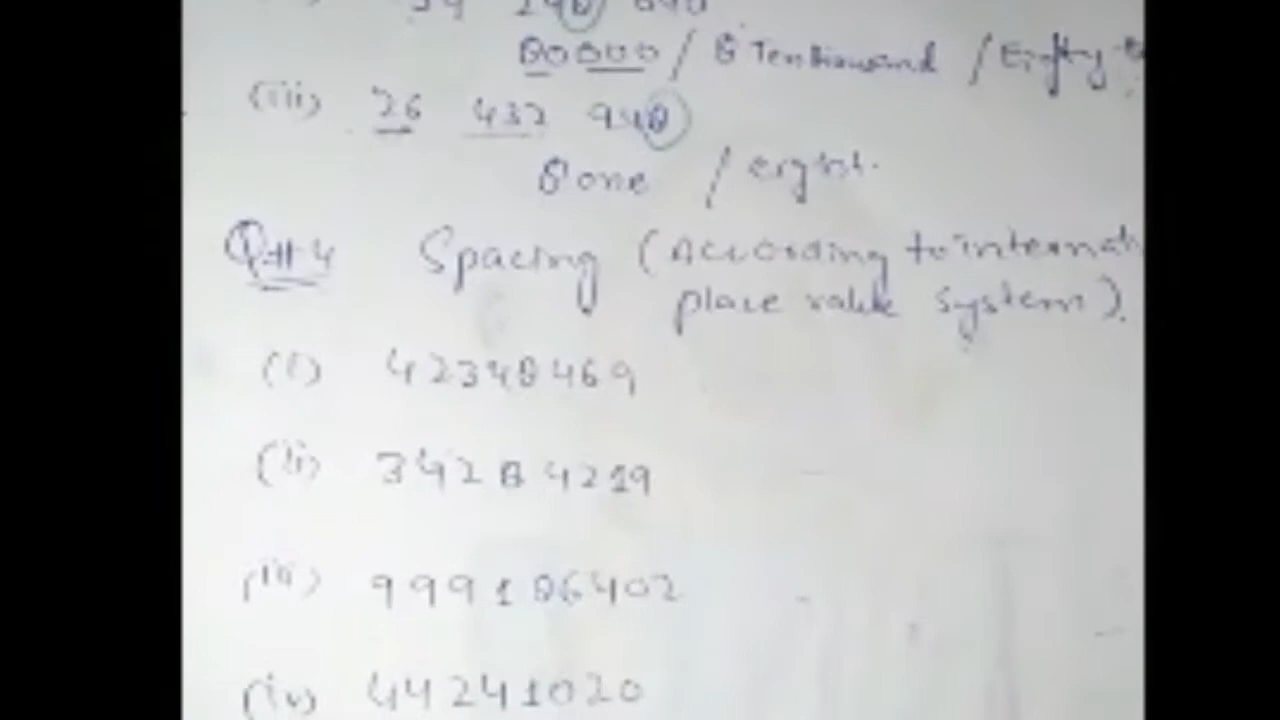 80000 / 8 Tenthousand / Eighty
(iii) 26 432 948
8 one / eight.
Q#4 Spacing (According to internati
place value system).
(i) 42348469
(ii) 34284219
(iii) 999186402
(iv) 44241020